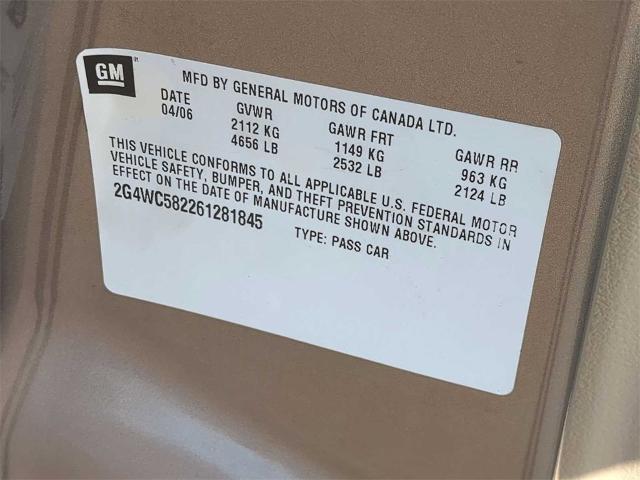 GM
MFD BY GENERAL MOTORS OF CANADA LTD.
DATE GVWR GAWR FRT GAWR RR
04/06 2112 KG 1149 KG 963 KG
4656 LB 2532 LB 2124 LB
THIS VEHICLE CONFORMS TO ALL APPLICABLE U.S. FEDERAL MOTOR
VEHICLE SAFETY, BUMPER, AND THEFT PREVENTION STANDARDS IN
EFFECT ON THE DATE OF MANUFACTURE SHOWN ABOVE.
2G4WC582261281845 TYPE: PASS CAR